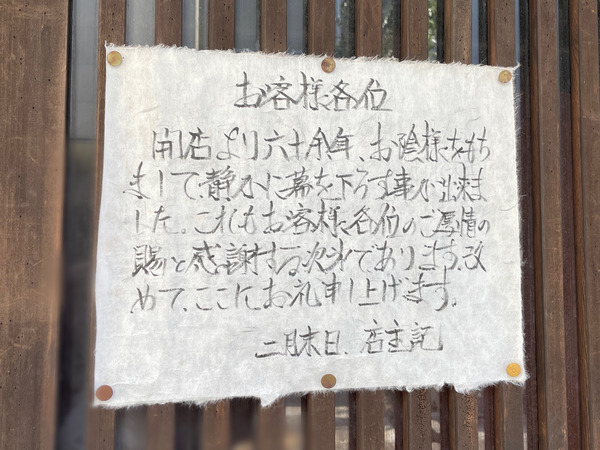 お客様各位
開店より六十余年、お陰様をもち
まして静かに幕を下ろす事が出来ま
した。これもお客様各位のご厚情の
賜と感謝する次第であります。改
めて、ここにお礼申し上げます。
二月末日、店主記